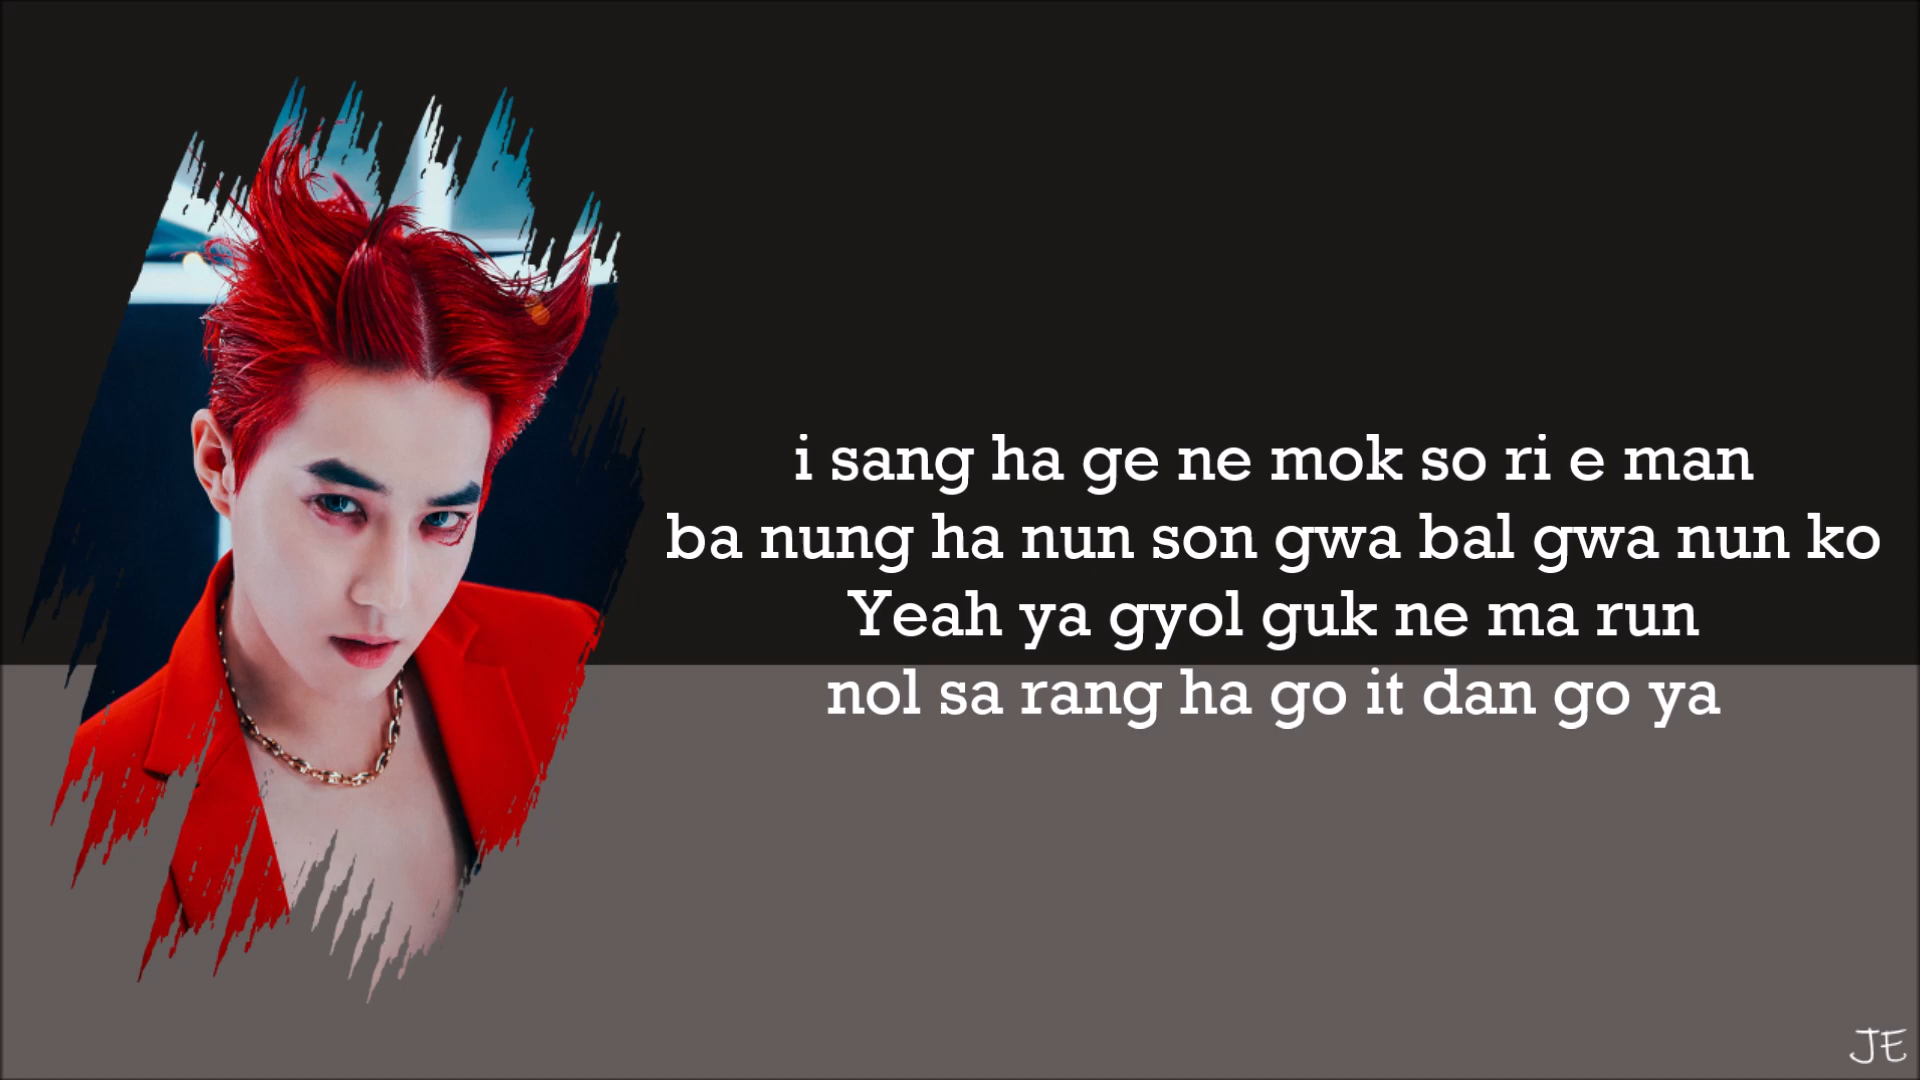 i sang ha ge ne mok so ri e man
ba nung ha nun son gwa bal gwa nun ko
Yeah ya gyol guk ne ma run
nol sa rang ha go it dan go ya
JE